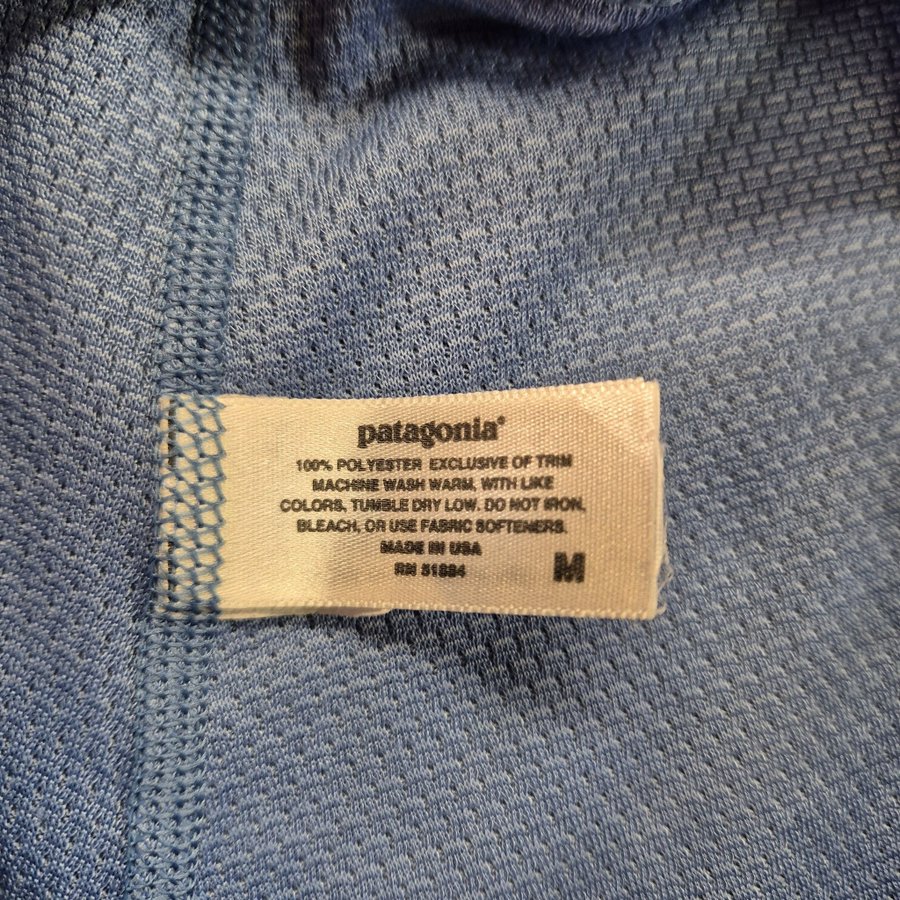 patagonia®
100% POLYESTER EXCLUSIVE OF TRIM
MACHINE WASH WARM, WITH LIKE
COLORS, TUMBLE DRY LOW. DO NOT IRON,
BLEACH, OR USE FABRIC SOFTENERS.
MADE IN USA
RN 51884
M